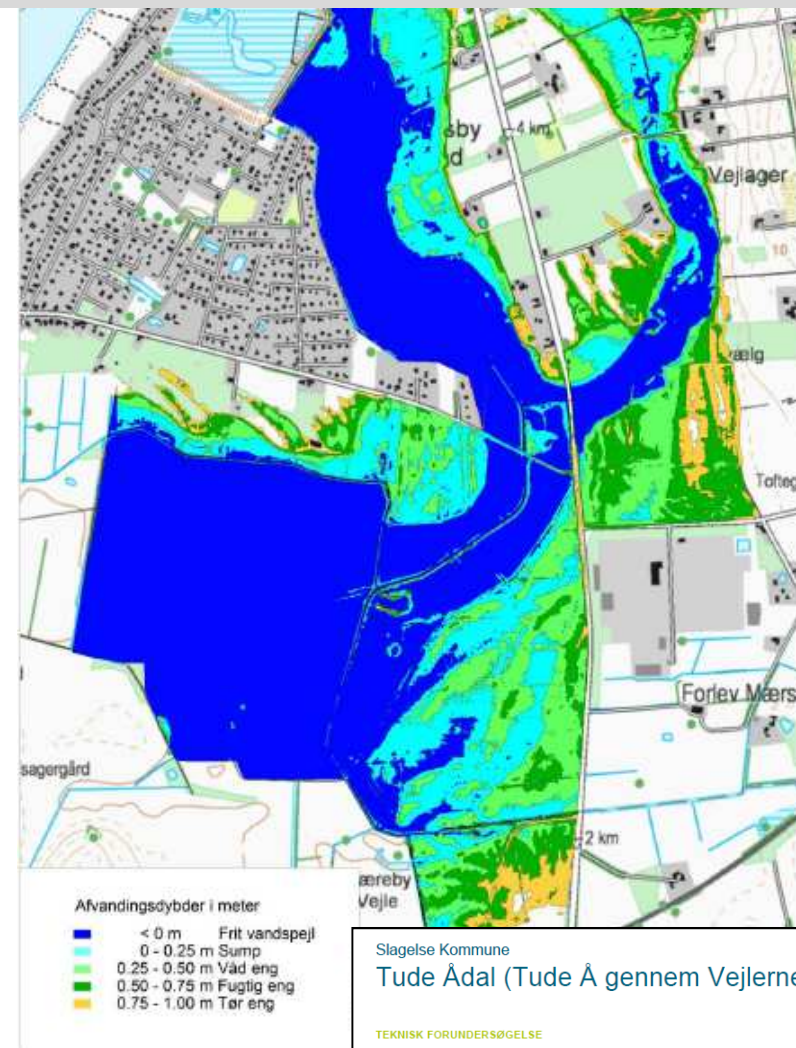 sby
d
4 km
Vejlager
10
vælg
Tofteg
Forlev Mærs
sagergård
2 km
æreby
Vejle
Afvandingsdybder i meter
< 0 m Frit vandspejl
0 - 0.25 m Sump
0.25 - 0.50 m Våd eng
0.50 - 0.75 m Fugtig eng
0.75 - 1.00 m Tør eng
Slagelse Kommune
Tude Ådal (Tude Å gennem Vejlerne
TEKNISK FORUNDERSØGELSE